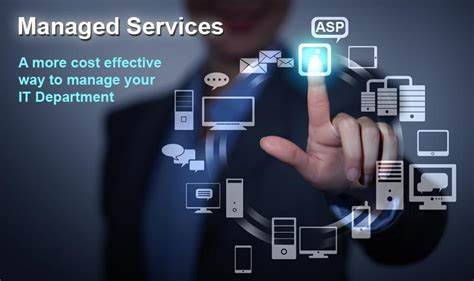 Managed Services
A more cost effective
way to manage your
IT Department
ASP